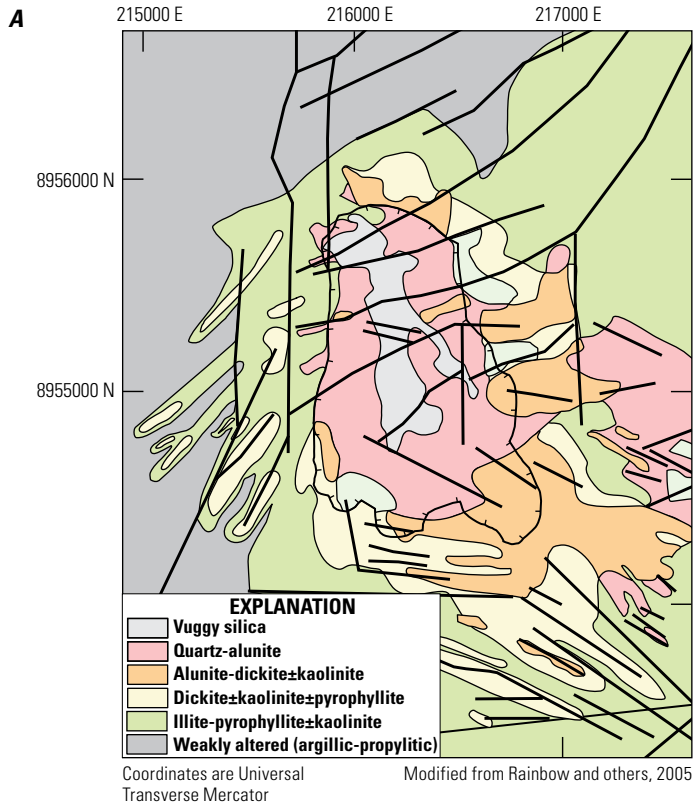 A
215000 E 216000 E 217000 E
8956000 N
8955000 N
EXPLANATION
Vuggy silica
Quartz-alunite
Alunite-dickite±kaolinite
Dickite±kaolinite±pyrophyllite
Illite-pyrophyllite±kaolinite
Weakly altered (argillic-propylitic)
Coordinates are Universal
Transverse Mercator
Modified from Rainbow and others, 2005